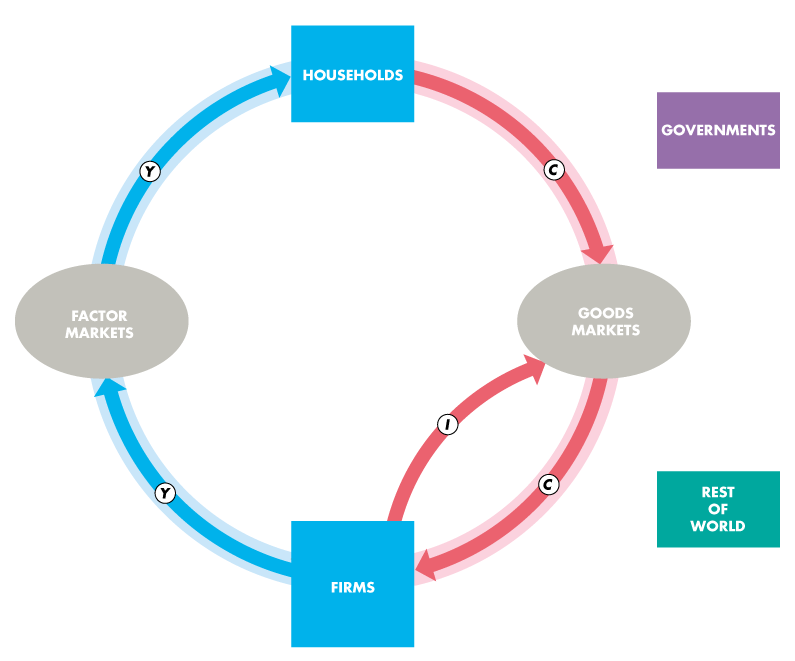 HOUSEHOLDS
GOVERNMENTS
Y
C
FACTOR
MARKETS
GOODS
MARKETS
I
C
Y
REST
OF
WORLD
FIRMS